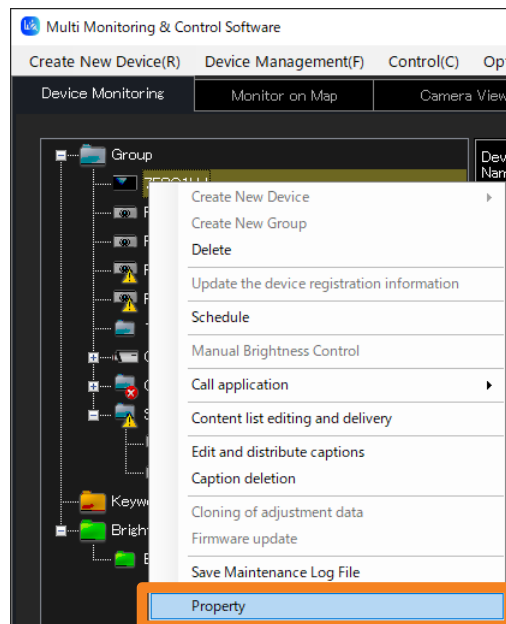 Multi Monitoring & Control Software
Create New Device(R) Device Management(F) Control(C)
Device Monitoring Monitor on Map Camera View
Group
Create New Device
Create New Group
Delete
Update the device registration information
Schedule
Manual Brightness Control
Call application
Content list editing and delivery
Edit and distribute captions
Caption deletion
Cloning of adjustment data
Firmware update
Save Maintenance Log File
Property